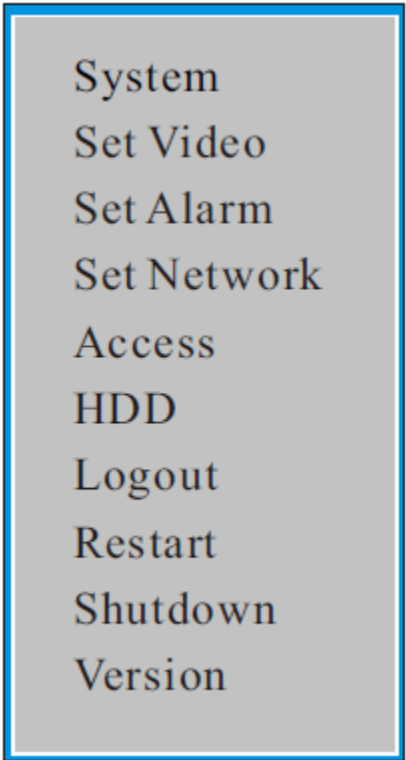 System
Set Video
Set Alarm
Set Network
Access
HDD
Logout
Restart
Shutdown
Version